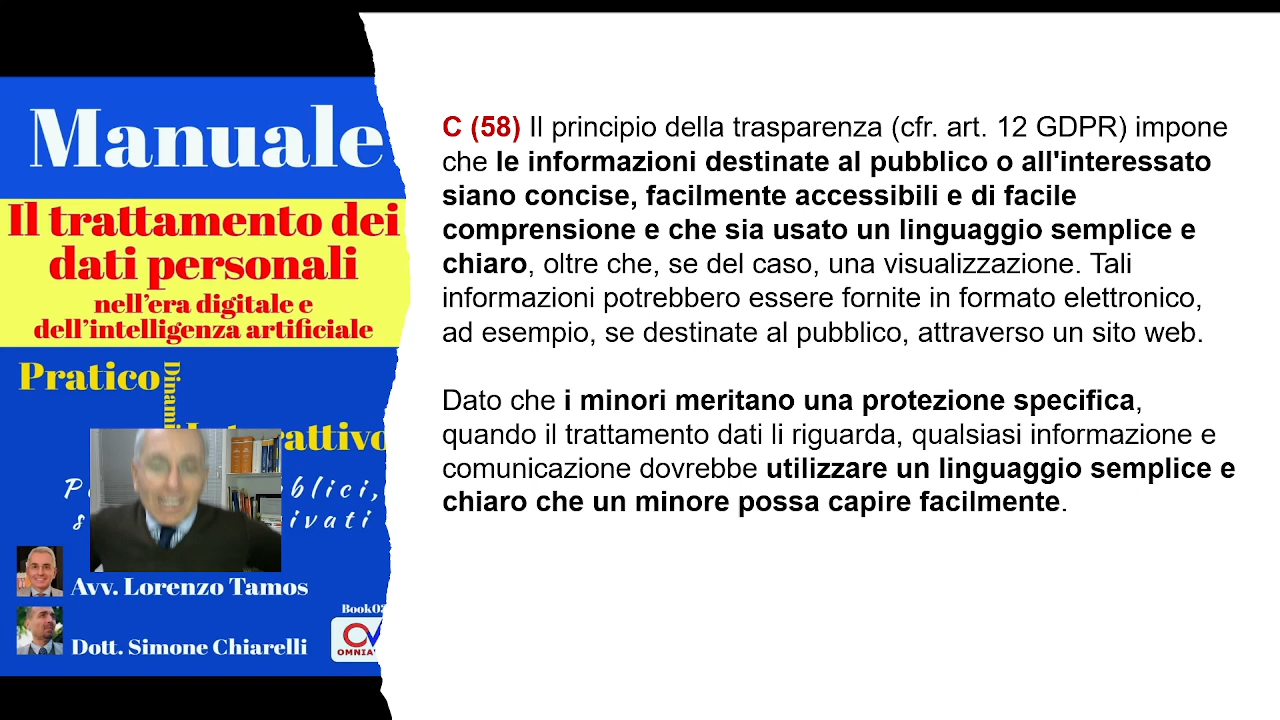 Manuale
Il trattamento dei
dati personali
nell'era digitale e
dell'intelligenza artificiale
Pratico
Avv. Lorenzo Tamos
Dott. Simone Chiarelli
C (58) Il principio della trasparenza (cfr. art. 12 GDPR) impone
che le informazioni destinate al pubblico o all'interessato
siano concise, facilmente accessibili e di facile
comprensione e che sia usato un linguaggio semplice e
chiaro, oltre che, se del caso, una visualizzazione. Tali
informazioni potrebbero essere fornite in formato elettronico,
ad esempio, se destinate al pubblico, attraverso un sito web.
Dato che i minori meritano una protezione specifica,
quando il trattamento dati li riguarda, qualsiasi informazione e
comunicazione dovrebbe utilizzare un linguaggio semplice e
chiaro che un minore possa capire facilmente.